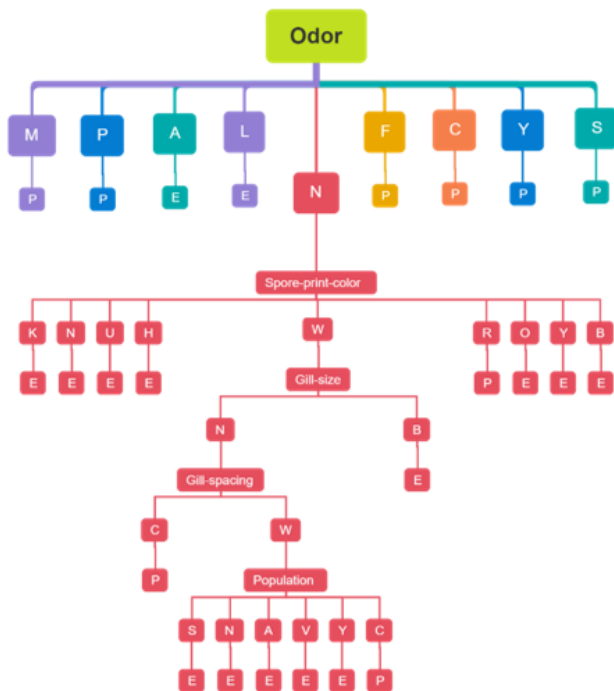 Odor
M P A L F C Y S
P P E E N P P P P
Spore-print-color
K N U H W R O Y B
E E E E P E E E
Gill-size
N B
Gill-spacing E
C W
P Population
S N A V Y C
E E E E E P